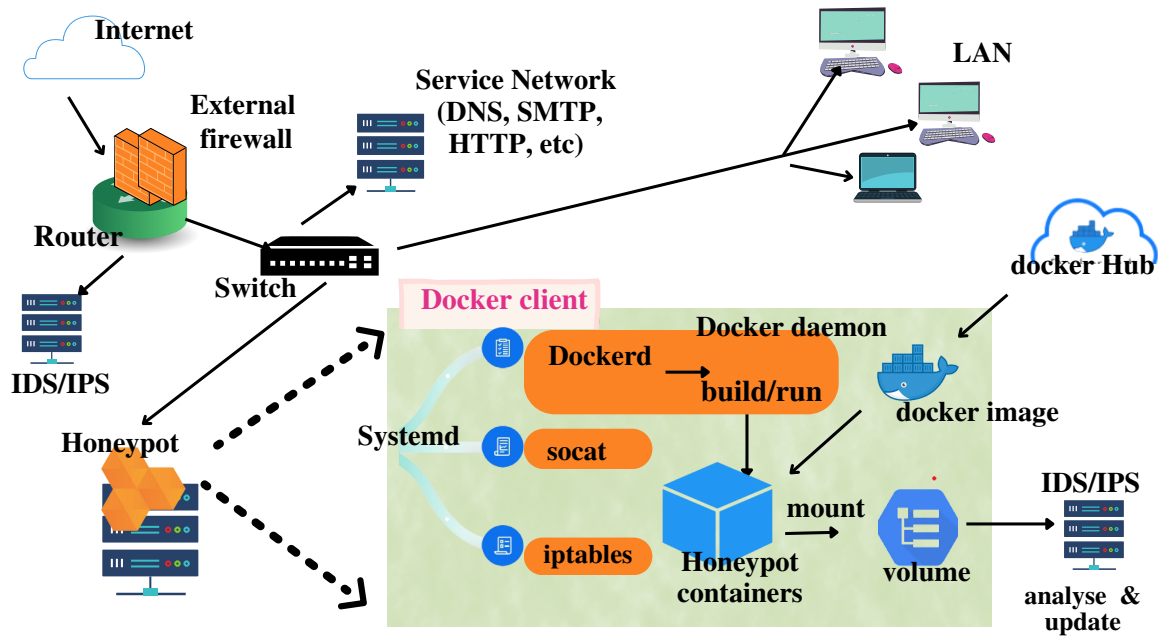 Internet
External
firewall
Service Network
(DNS, SMTP,
HTTP, etc)
LAN
Router
Switch
IDS/IPS
docker Hub
Docker client
Docker daemon
Dockerd
build/run
docker image
Honeypot
Systemd
socat
mount
iptables
Honeypot
containers
volume
IDS/IPS
analyse &
update